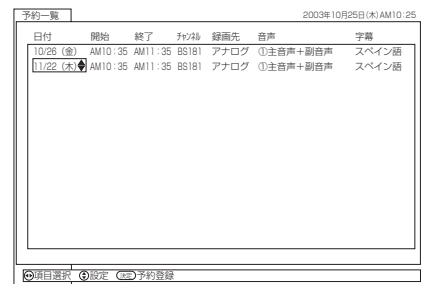 予約一覧 2003年10月25日(木)AM10:25
日付 開始 終了 ﾁｬﾝﾈﾙ 録画先 音声 字幕
10/26 (金) AM10:35 AM11:35 BS181 アナログ ①主音声＋副音声 スペイン語
11/22 (木) AM10:35 AM11:35 BS181 アナログ ①主音声＋副音声 スペイン語
項目選択 設定 決定 予約登録